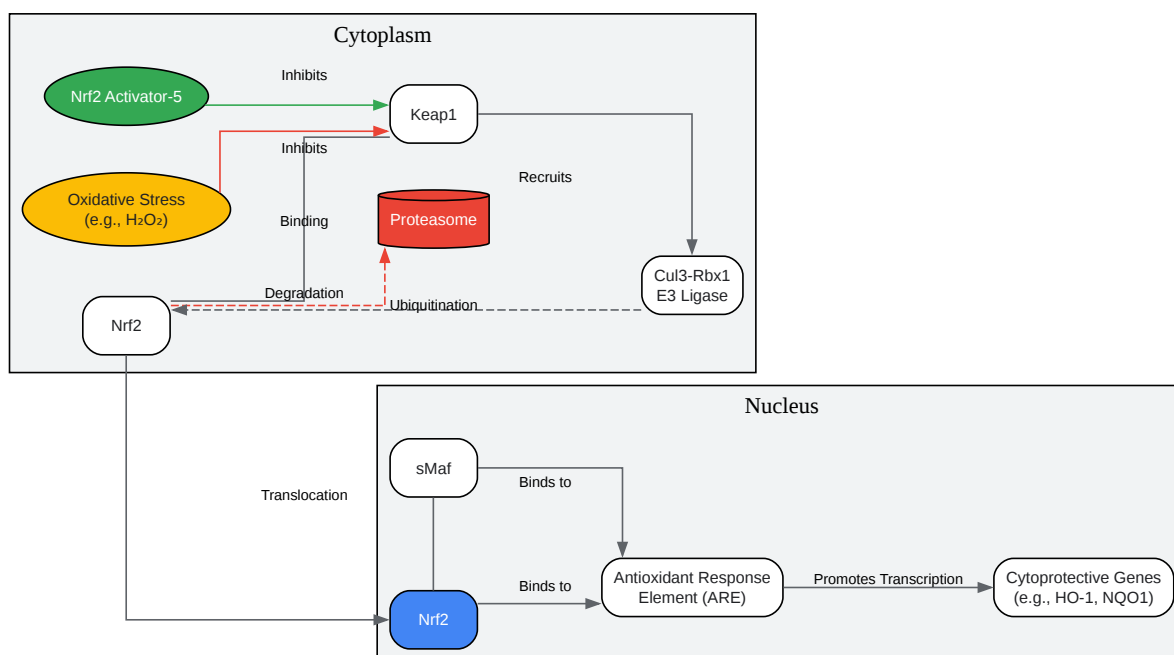 Cytoplasm
Nrf2 Activator-5
Inhibits
Keap1
Inhibits
Oxidative Stress
(e.g., H₂O₂)
Recruits
Binding
Proteasome
Cul3-Rbx1
E3 Ligase
Degradation
Ubiquitination
Nrf2
Nucleus
sMaf
Binds to
Translocation
Antioxidant Response
Element (ARE)
Binds to
Promotes Transcription
Cytoprotective Genes
(e.g., HO-1, NQO1)
Nrf2